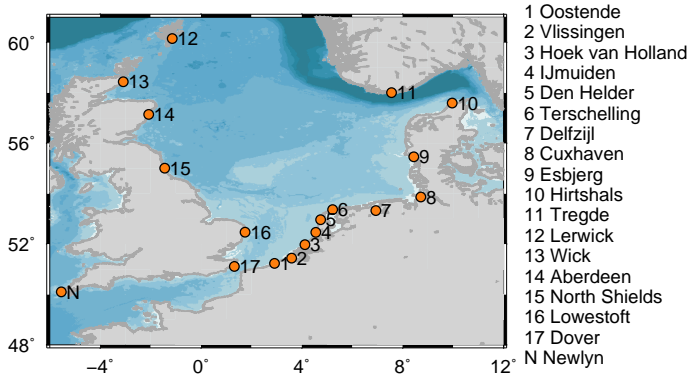 60°
56°
52°
48°
−4°
0°
4°
8°
12°
12
13
11
14
10
15
9
6
7
8
5
4
16
3
2
17
1
N
1 Oostende
2 Vlissingen
3 Hoek van Holland
4 IJmuiden
5 Den Helder
6 Terschelling
7 Delfzijl
8 Cuxhaven
9 Esbjerg
10 Hirtshals
11 Tregde
12 Lerwick
13 Wick
14 Aberdeen
15 North Shields
16 Lowestoft
17 Dover
N Newlyn